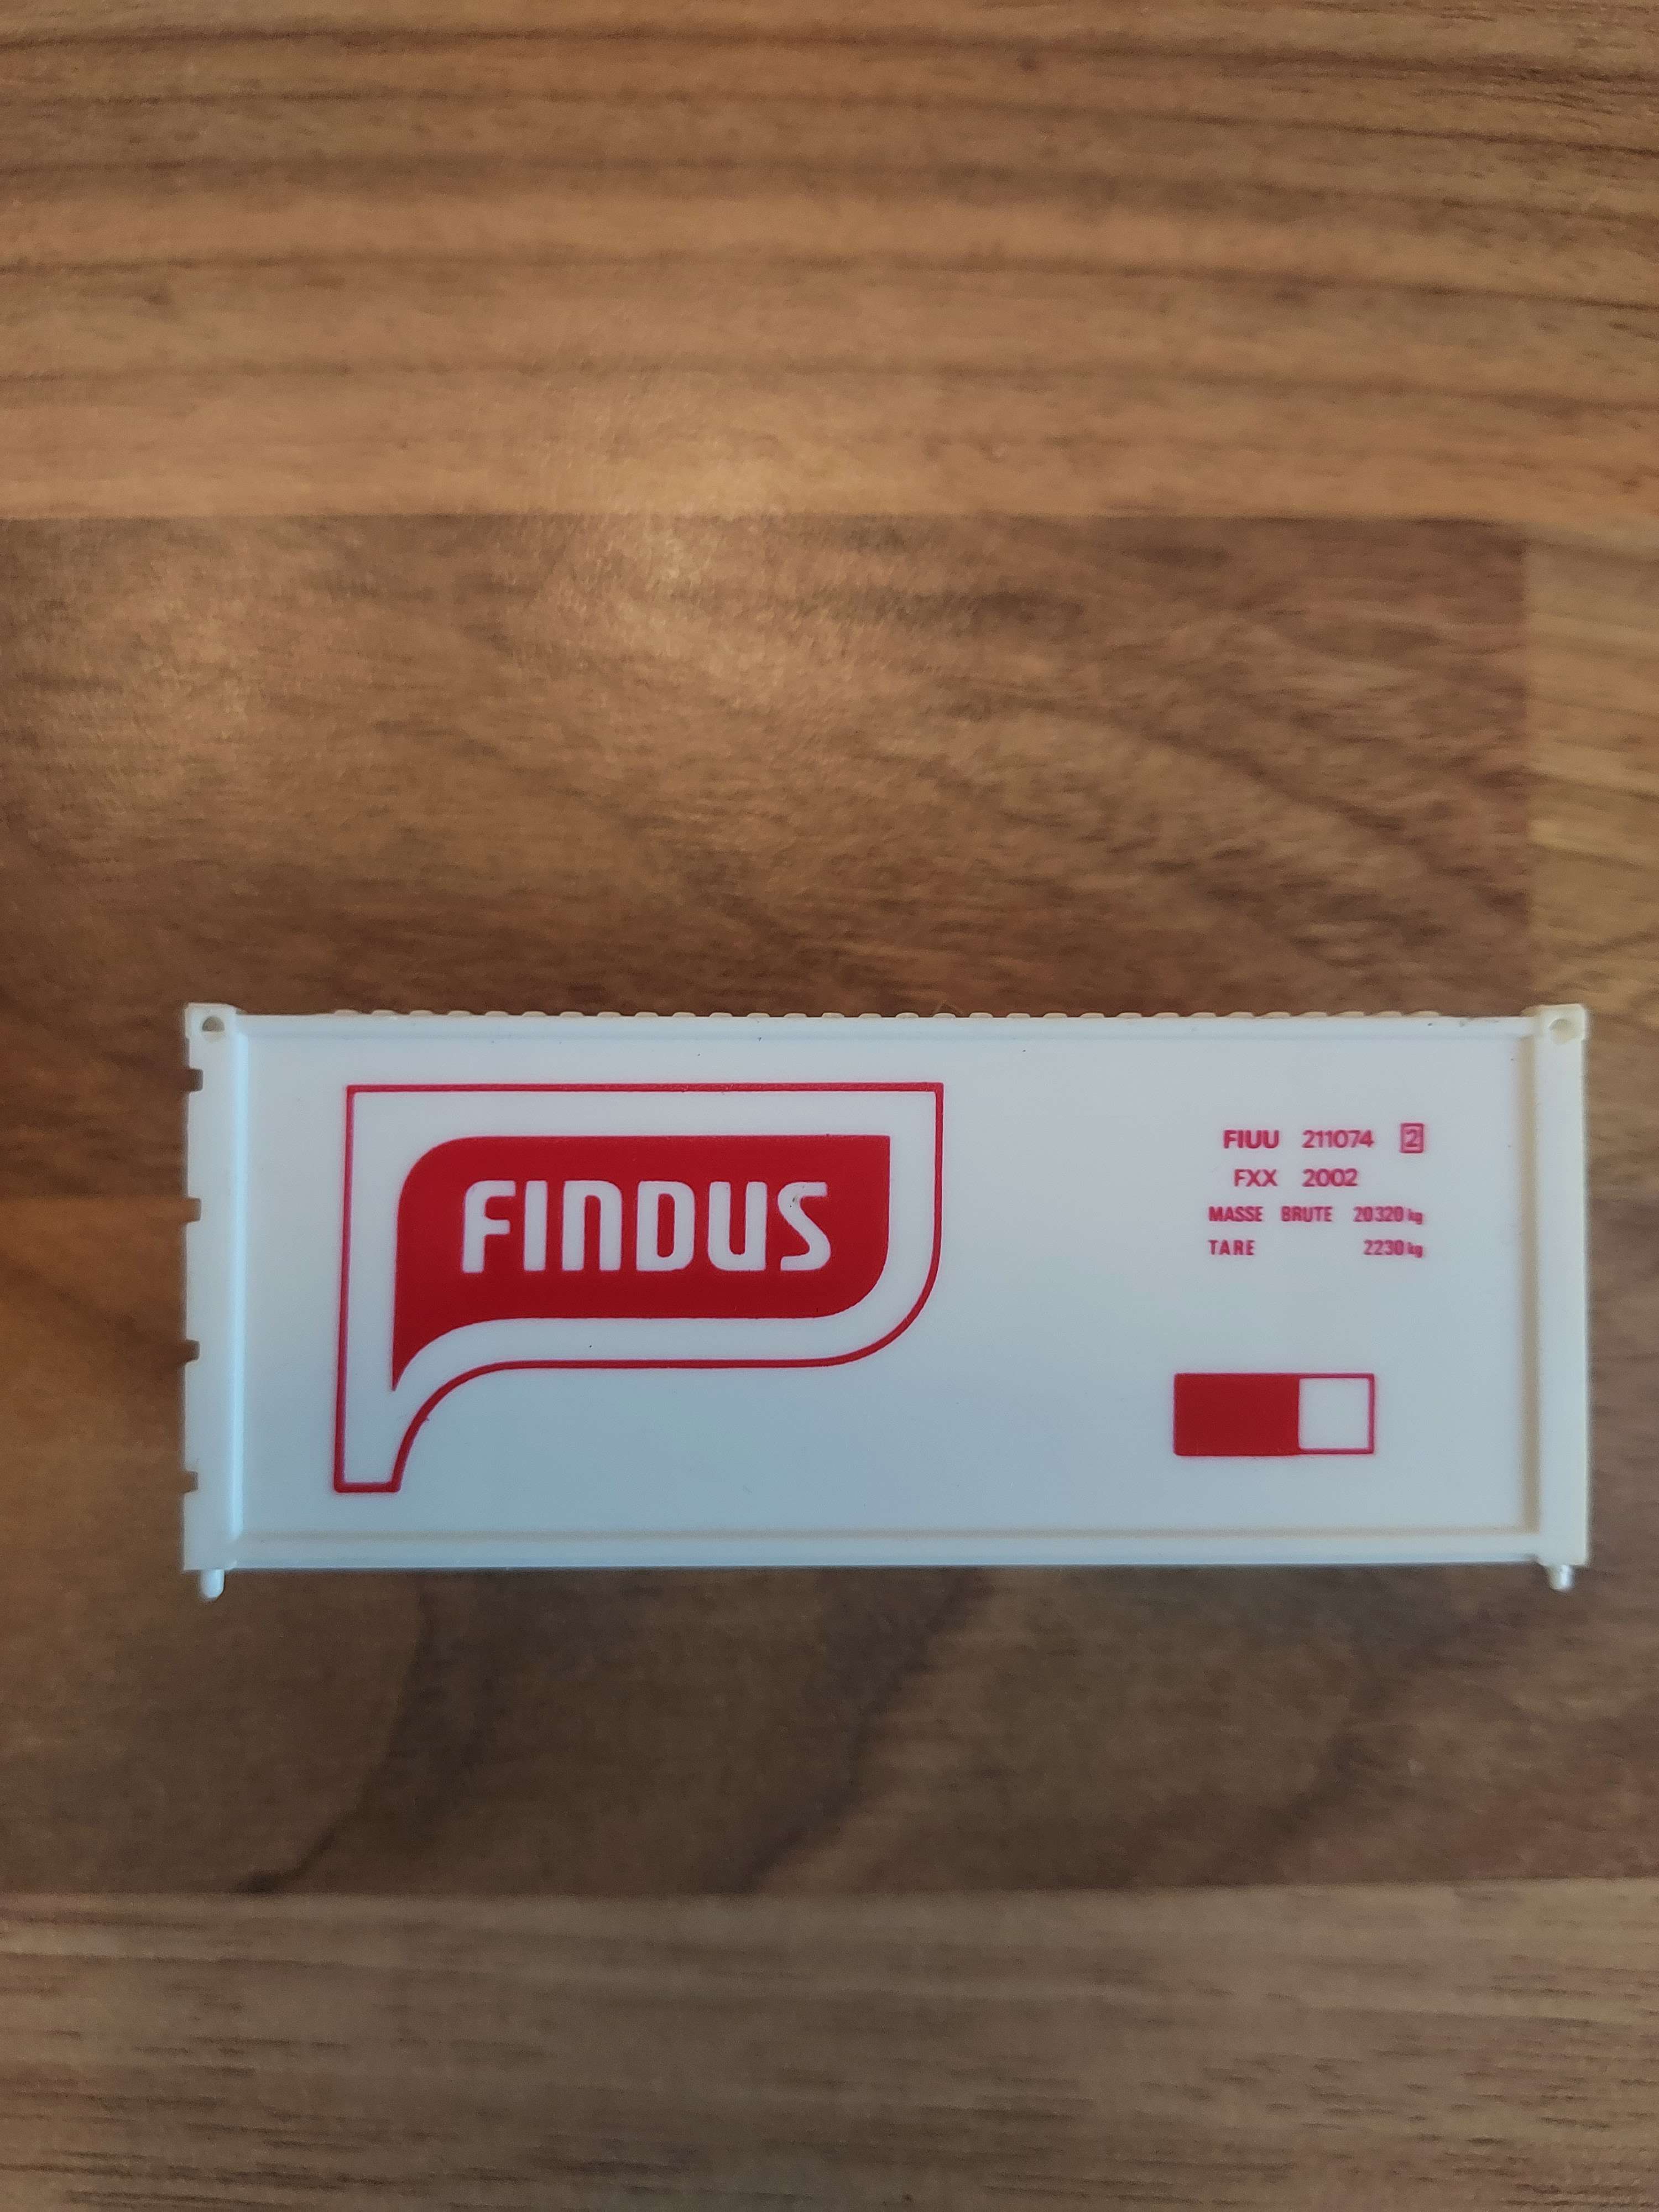 FINDUS
FIUU 211074 2
FXX 2002
MASSE BRUTE 20320 kg
TARE 2230 kg